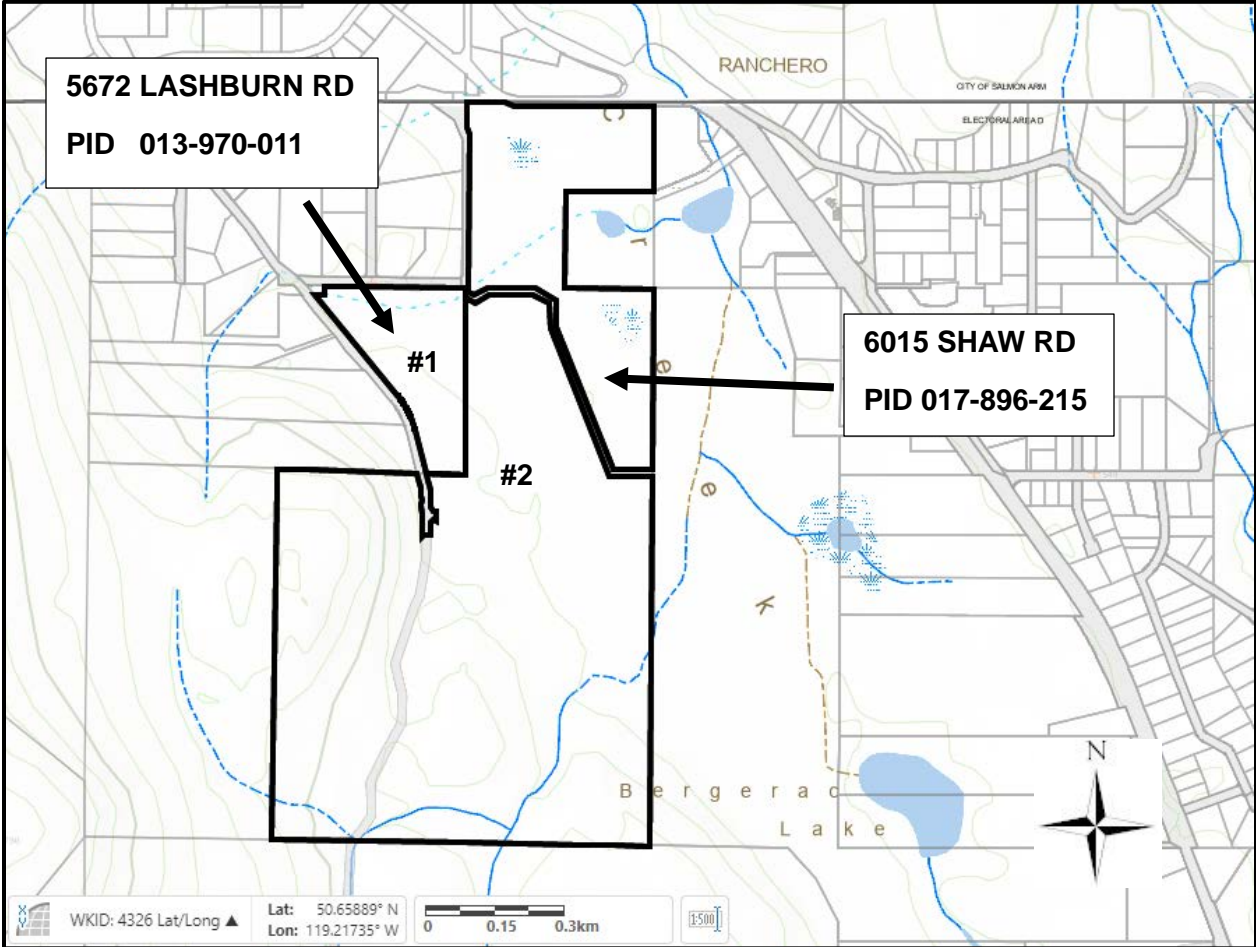 RANCHERO
CITY OF SALMON ARM
ELECTORAL AREA D
5672 LASHBURN RD
PID 013-970-011
6015 SHAW RD
PID 017-896-215
#1
#2
C r e e k
Bergerac
Lake
N
WKID: 4326 Lat/Long ▲
Lat: 50.65889° N
Lon: 119.21735° W
0 0.15 0.3km
1:500